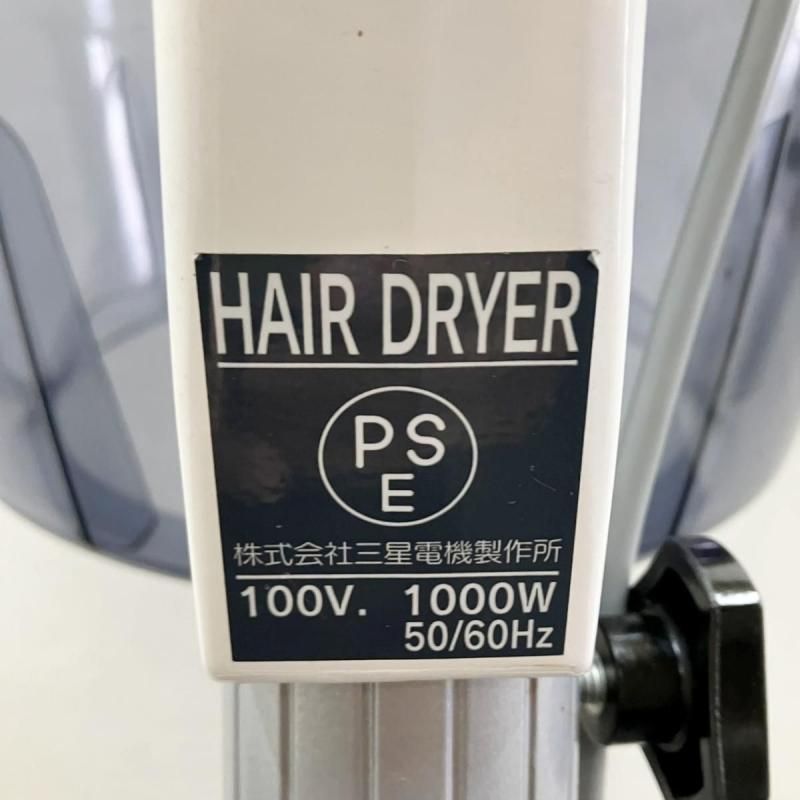 HAIR DRYER
PS
E
株式会社三星電機製作所
100V. 1000W
50/60Hz